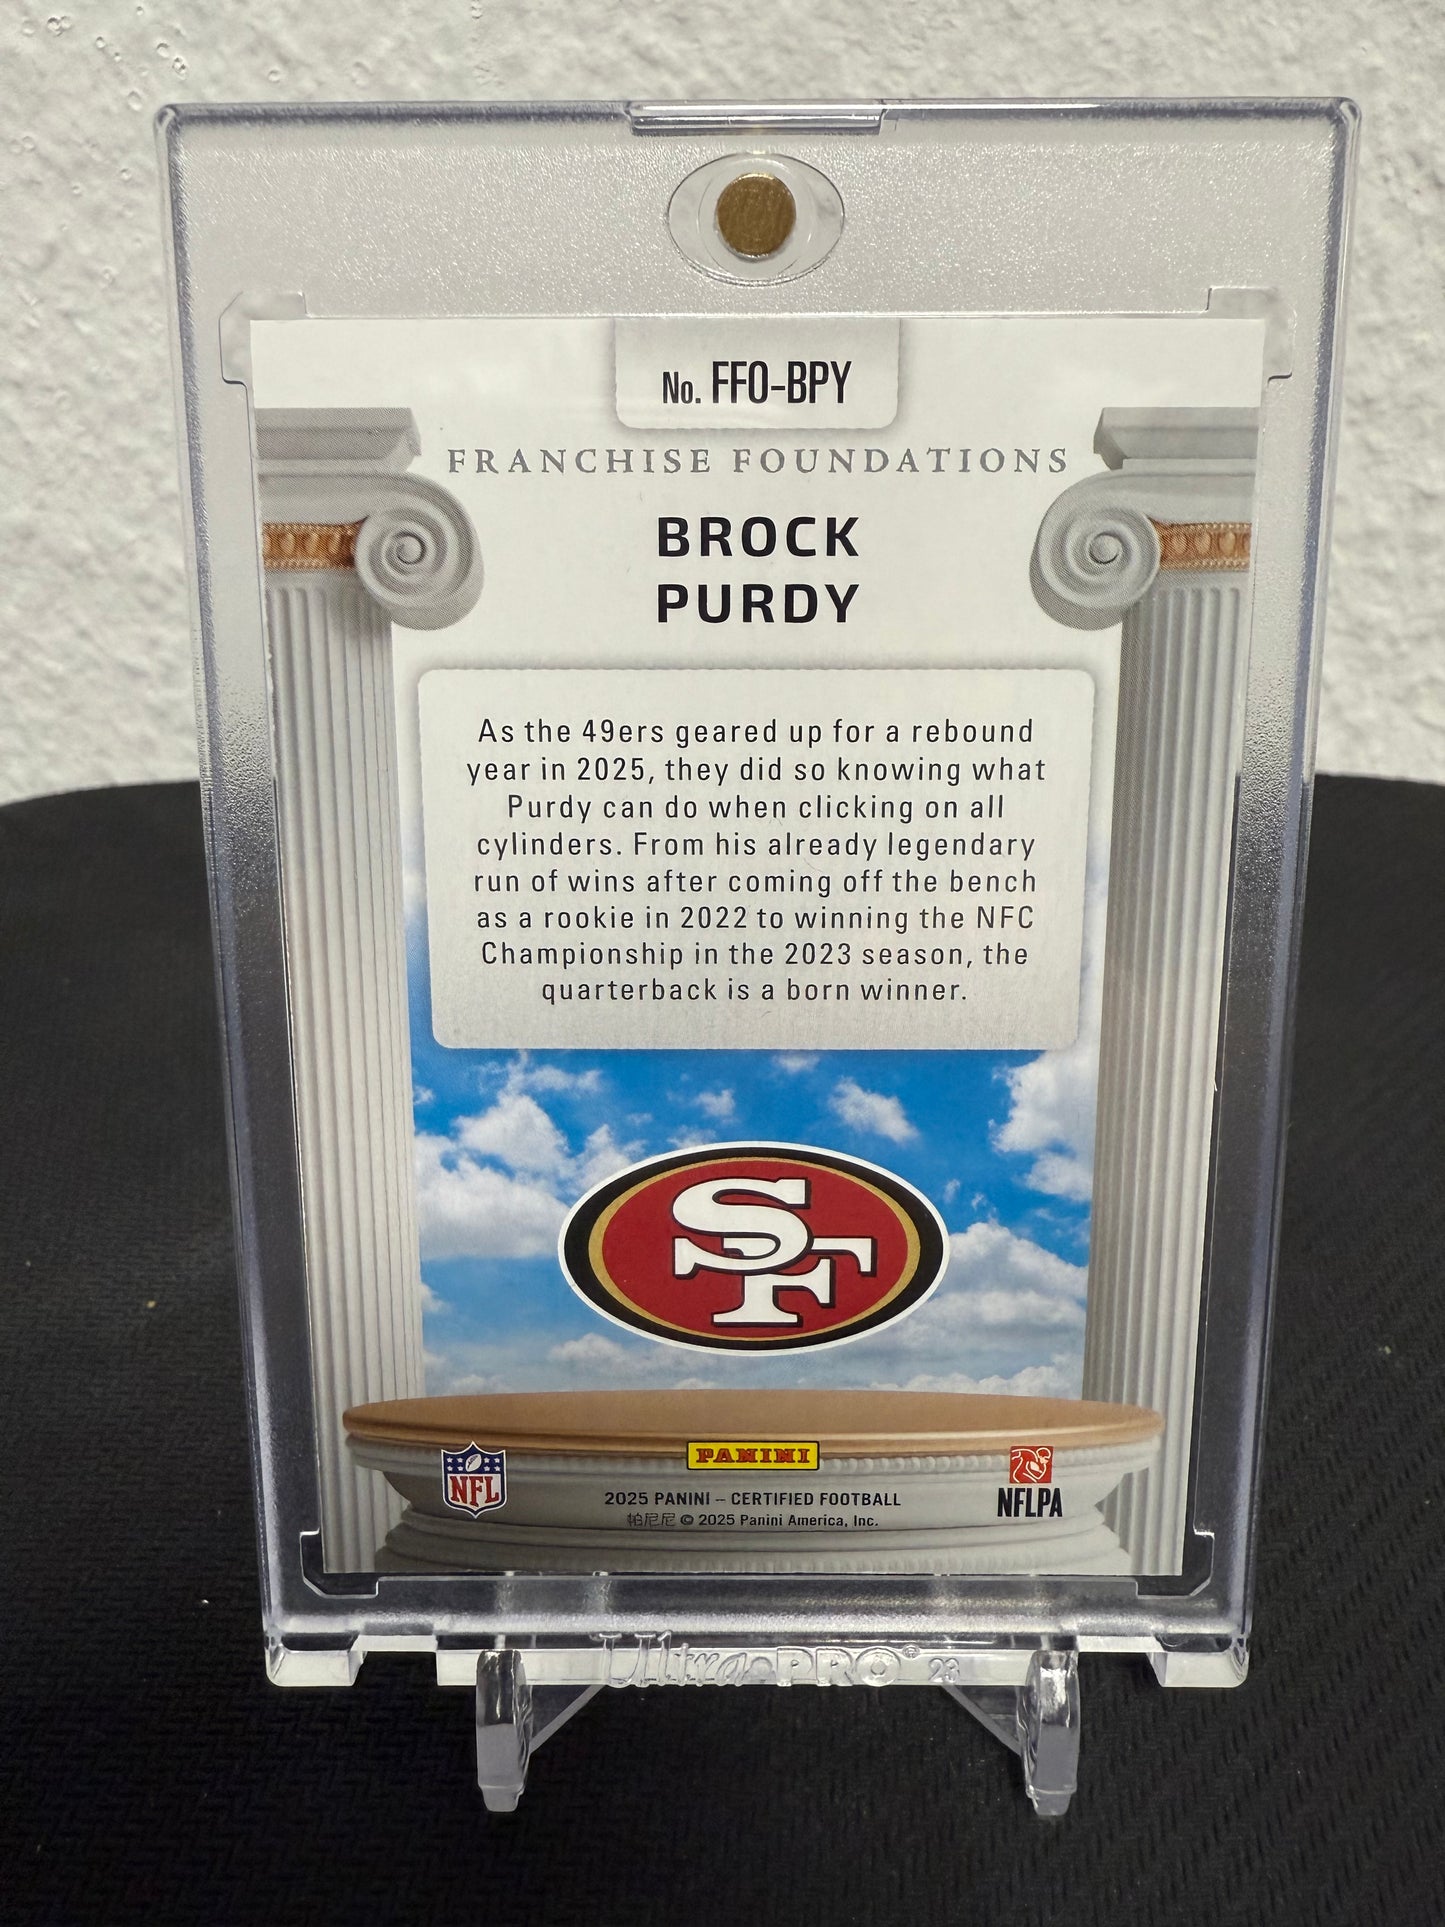 No. FFO-BPY
FRANCHISE FOUNDATIONS
BROCK
PURDY
As the 49ers geared up for a rebound
year in 2025, they did so knowing what
Purdy can do when clicking on all
cylinders. From his already legendary
run of wins after coming off the bench
as a rookie in 2022 to winning the NFC
Championship in the 2023 season, the
quarterback is a born winner.
SF
NFL
PANINI
NFLPA
2025 PANINI – CERTIFIED FOOTBALL
帕尼尼 © 2025 Panini America, Inc.
Ultra PRO® 23